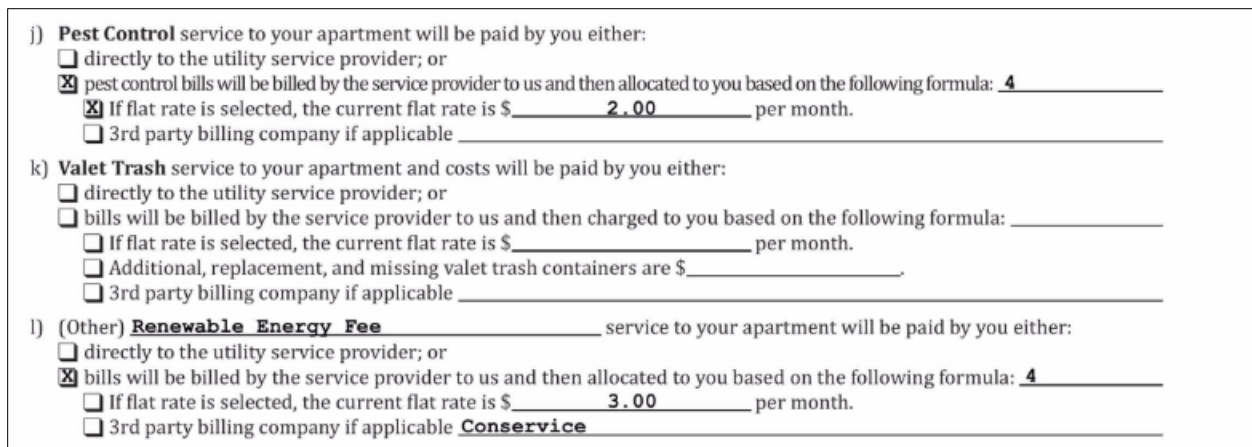 j) Pest Control service to your apartment will be paid by you either:
☐ directly to the utility service provider; or
☒ pest control bills will be billed by the service provider to us and then allocated to you based on the following formula: 4
☒ If flat rate is selected, the current flat rate is $ 2.00 per month.
☐ 3rd party billing company if applicable
k) Valet Trash service to your apartment and costs will be paid by you either:
☐ directly to the utility service provider; or
☐ bills will be billed by the service provider to us and then charged to you based on the following formula:
☐ If flat rate is selected, the current flat rate is $ per month.
☐ Additional, replacement, and missing valet trash containers are $ .
☐ 3rd party billing company if applicable
l) (Other) Renewable Energy Fee service to your apartment will be paid by you either:
☐ directly to the utility service provider; or
☒ bills will be billed by the service provider to us and then allocated to you based on the following formula: 4
☐ If flat rate is selected, the current flat rate is $ 3.00 per month.
☐ 3rd party billing company if applicable Conservice